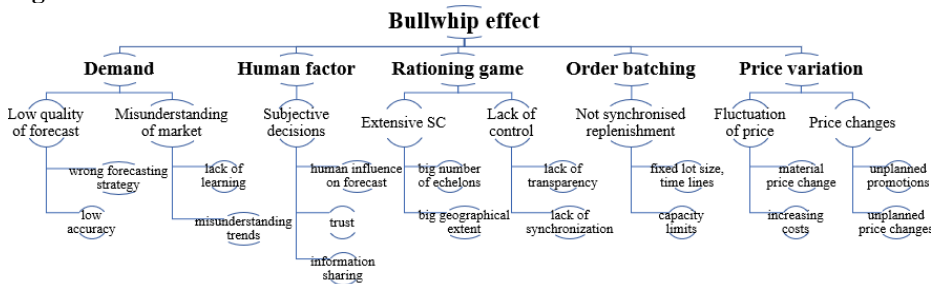 Bullwhip effect
Demand
Human factor
Rationing game
Order batching
Price variation
Low quality
of forecast
Misunderstanding
of market
Subjective
decisions
Extensive SC
Lack of
control
Not synchronised
replenishment
Fluctuation
of price
Price changes
wrong forecasting
strategy
low
accuracy
lack of
learning
misunderstanding
trends
human influence
on forecast
trust
information
sharing
big number
of echelons
big geographical
extent
lack of
transparency
lack of
synchronization
fixed lot size,
time lines
capacity
limits
material
price change
increasing
costs
unplanned
promotions
unplanned
price changes